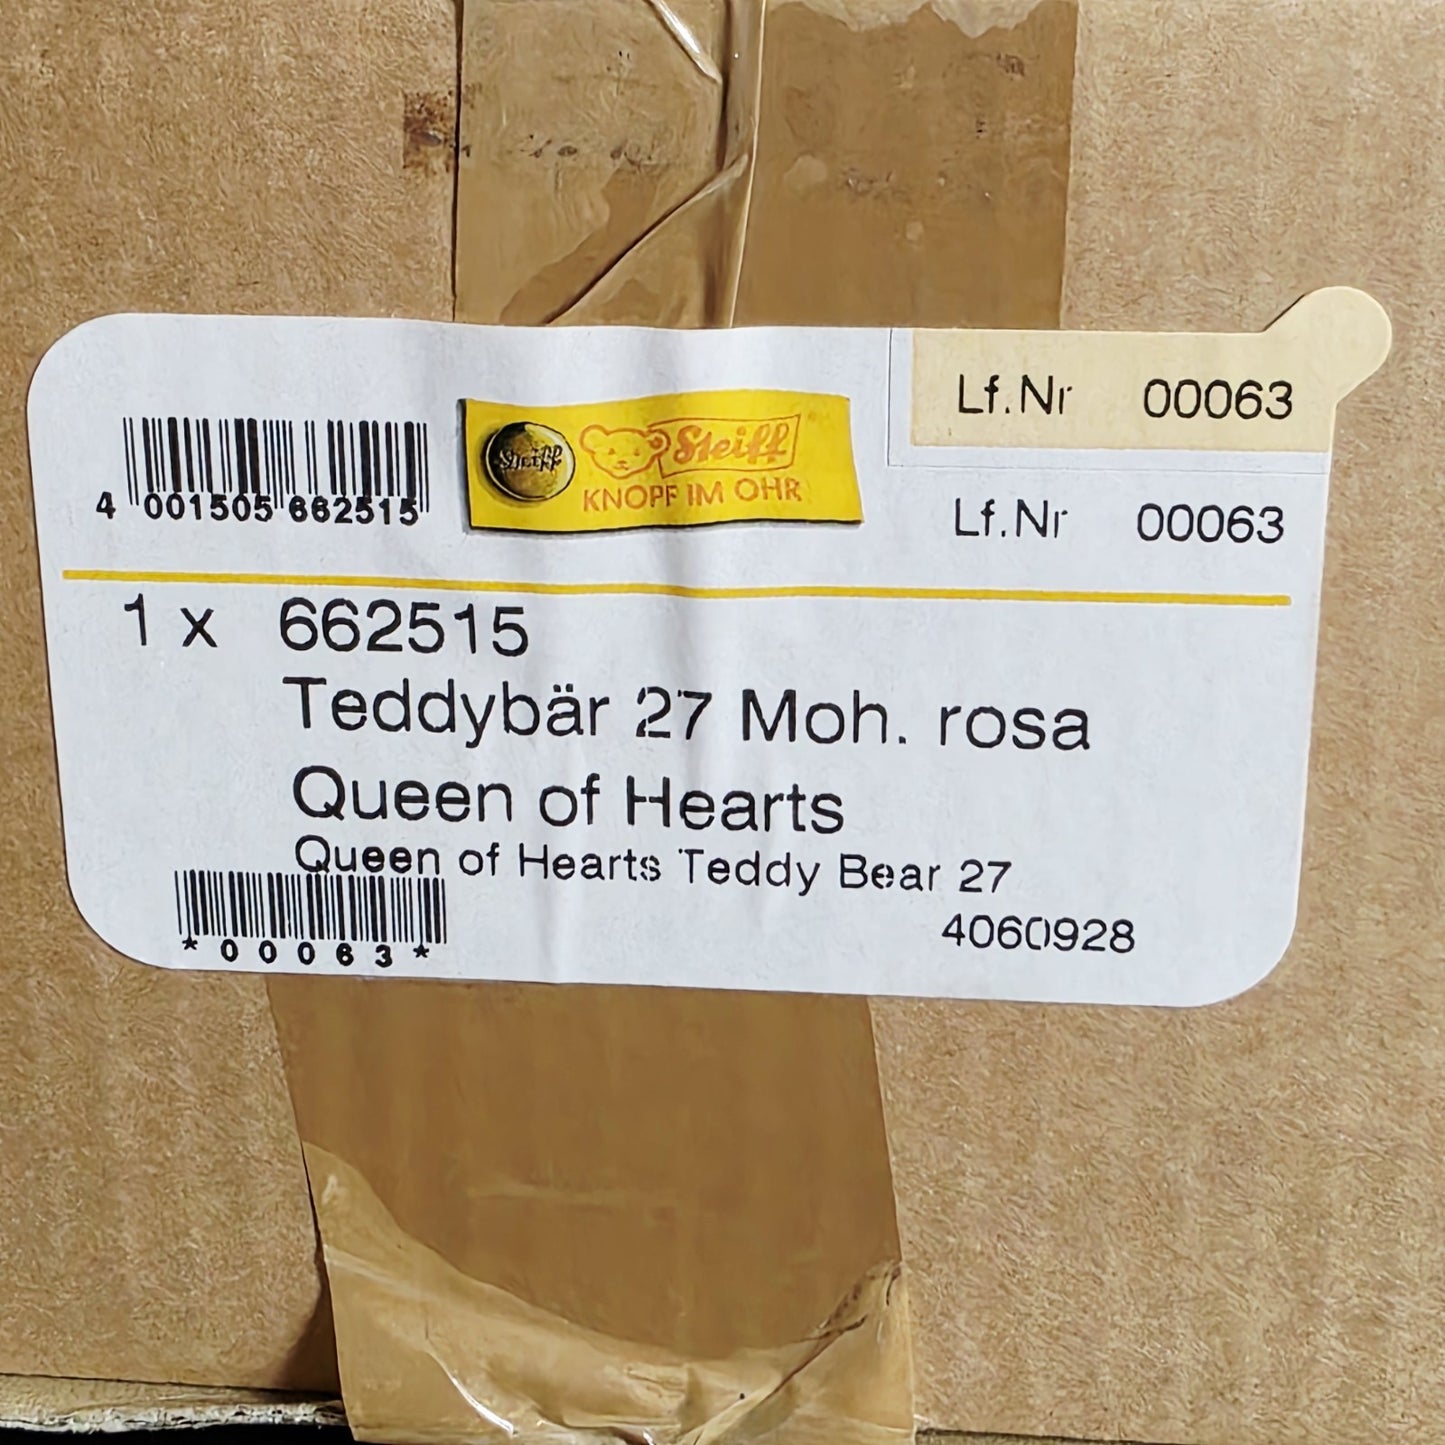 Lf.Nr 00063
4 001505 662515
Steiff
Steiff
KNOPF IM OHR
Lf.Nr 00063
1 x 662515
Teddybär 27 Moh. rosa
Queen of Hearts
Queen of Hearts Teddy Bear 27
*00063*
4060928